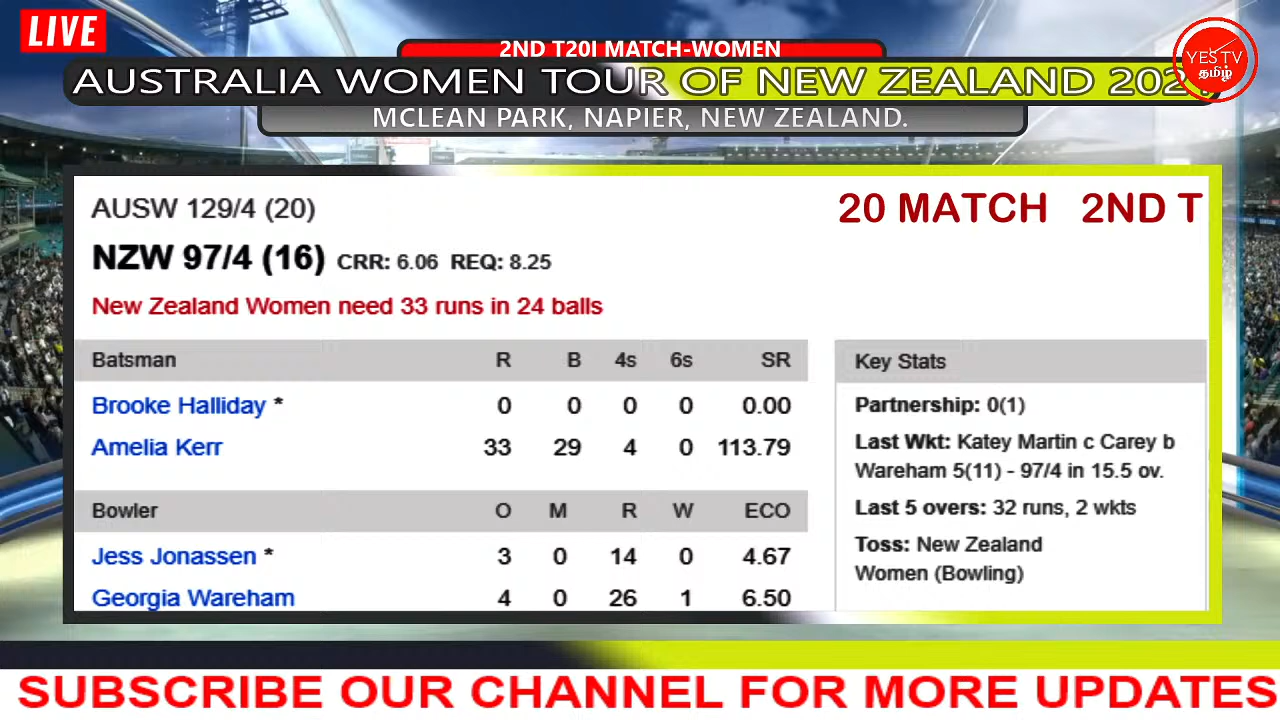 LIVE
2ND T20I MATCH-WOMEN
YES TV
தமிழ்
AUSTRALIA WOMEN TOUR OF NEW ZEALAND
MCLEAN PARK, NAPIER, NEW ZEALAND.
AUSW 129/4 (20)
20 MATCH 2ND T
NZW 97/4 (16) CRR: 6.06 REQ: 8.25
New Zealand Women need 33 runs in 24 balls
Batsman R B 4s 6s SR
Brooke Halliday * 0 0 0 0 0.00
Amelia Kerr 33 29 4 0 113.79
Bowler O M R W ECO
Jess Jonassen * 3 0 14 0 4.67
Georgia Wareham 4 0 26 1 6.50
Key Stats
Partnership: 0(1)
Last Wkt: Katey Martin c Carey b
Wareham 5(11) - 97/4 in 15.5 ov.
Last 5 overs: 32 runs, 2 wkts
Toss: New Zealand
Women (Bowling)
SUBSCRIBE OUR CHANNEL FOR MORE UPDATES